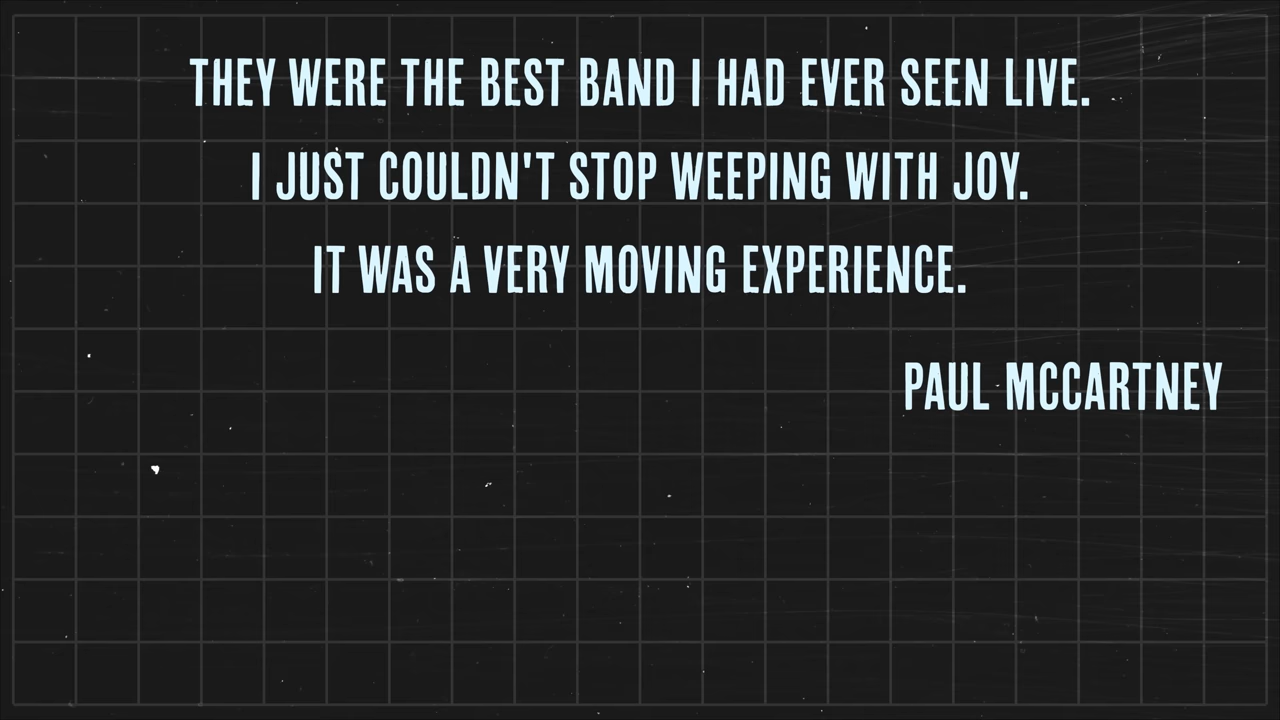 THEY WERE THE BEST BAND I HAD EVER SEEN LIVE.
I JUST COULDN'T STOP WEEPING WITH JOY.
IT WAS A VERY MOVING EXPERIENCE.
PAUL MCCARTNEY